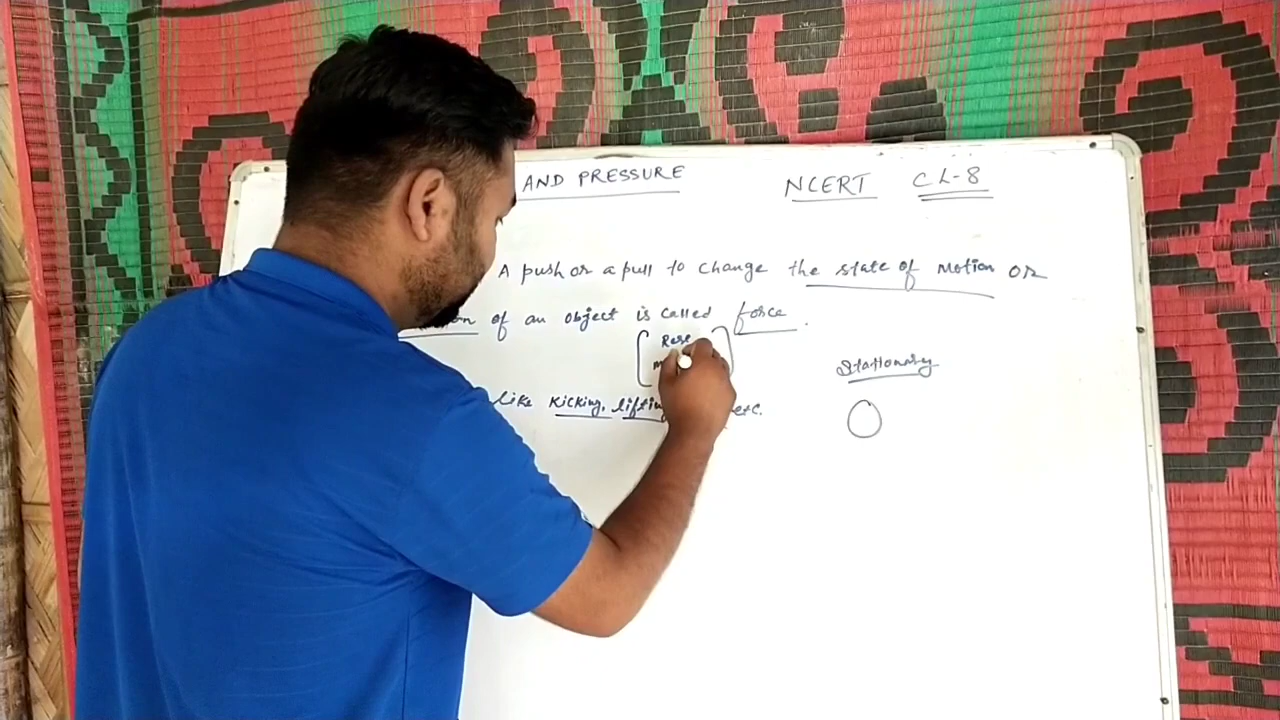 AND PRESSURE NCERT CL-8
A push or a pull to change the state of Motion or
of an object is called force.
Stationary
like kicking, lifting etc.